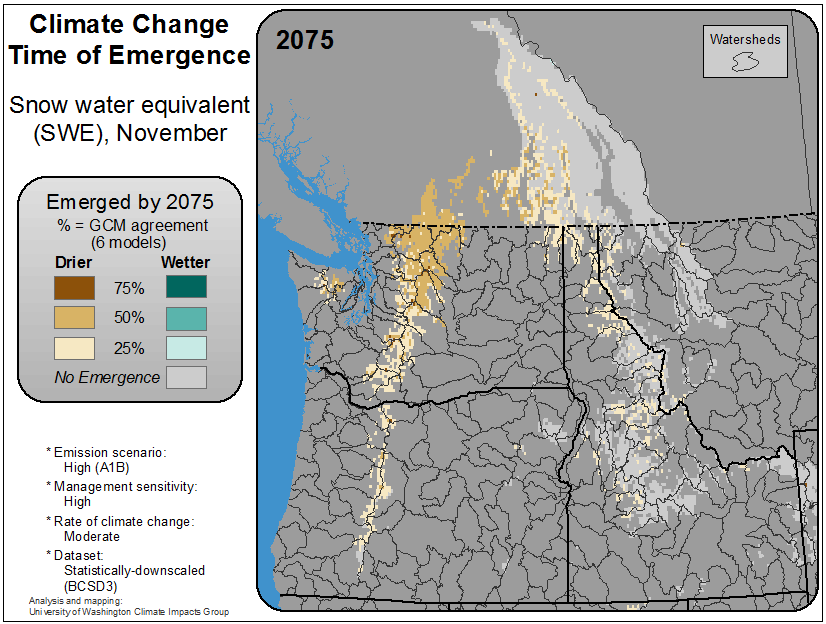 Climate Change
Time of Emergence
Snow water equivalent
(SWE), November
Emerged by 2075
% = GCM agreement
(6 models)
Drier Wetter
75%
50%
25%
No Emergence
* Emission scenario:
High (A1B)
* Management sensitivity:
High
* Rate of climate change:
Moderate
* Dataset:
Statistically-downscaled
(BCSD3)
Analysis and mapping:
University of Washington Climate Impacts Group
2075
Watersheds